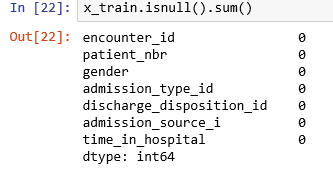 In [22]: x_train.isnull().sum()
Out[22]: encounter_id 0
patient_nbr 0
gender 0
admission_type_id 0
discharge_disposition_id 0
admission_source_i 0
time_in_hospital 0
dtype: int64